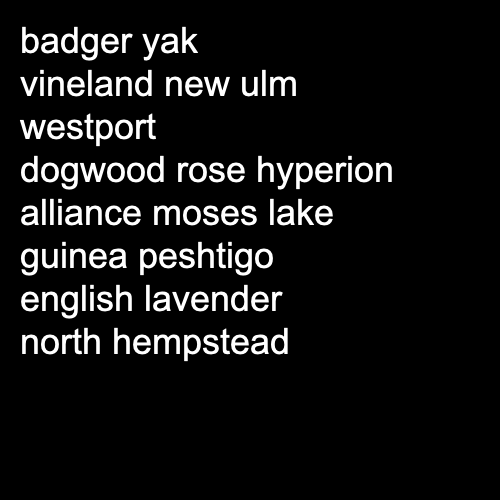 badger yak
vineland new ulm
westport
dogwood rose hyperion
alliance moses lake
guinea peshtigo
english lavender
north hempstead